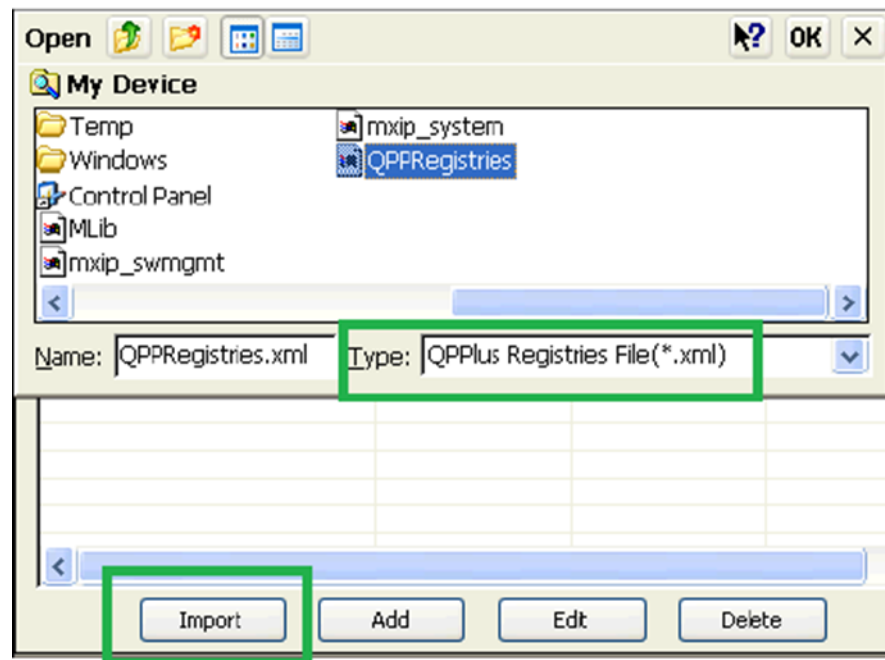 Open ? OK ×
My Device
Temp mxip_system
Windows QPPRegistries
Control Panel
MLib
mxip_swmgmt
Name: QPPRegistries.xml Type: QPPlus Registries File(*.xml)
Import Add Edit Delete